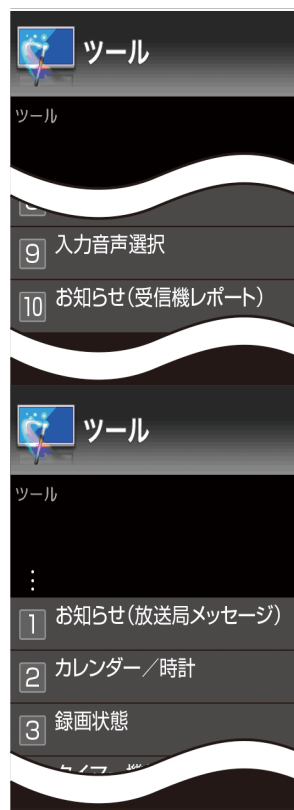 ツール
ツール
9 入力音声選択
10 お知らせ（受信機レポート）
ツール
ツール
⋮
1 お知らせ（放送局メッセージ）
2 カレンダー／時計
3 録画状態